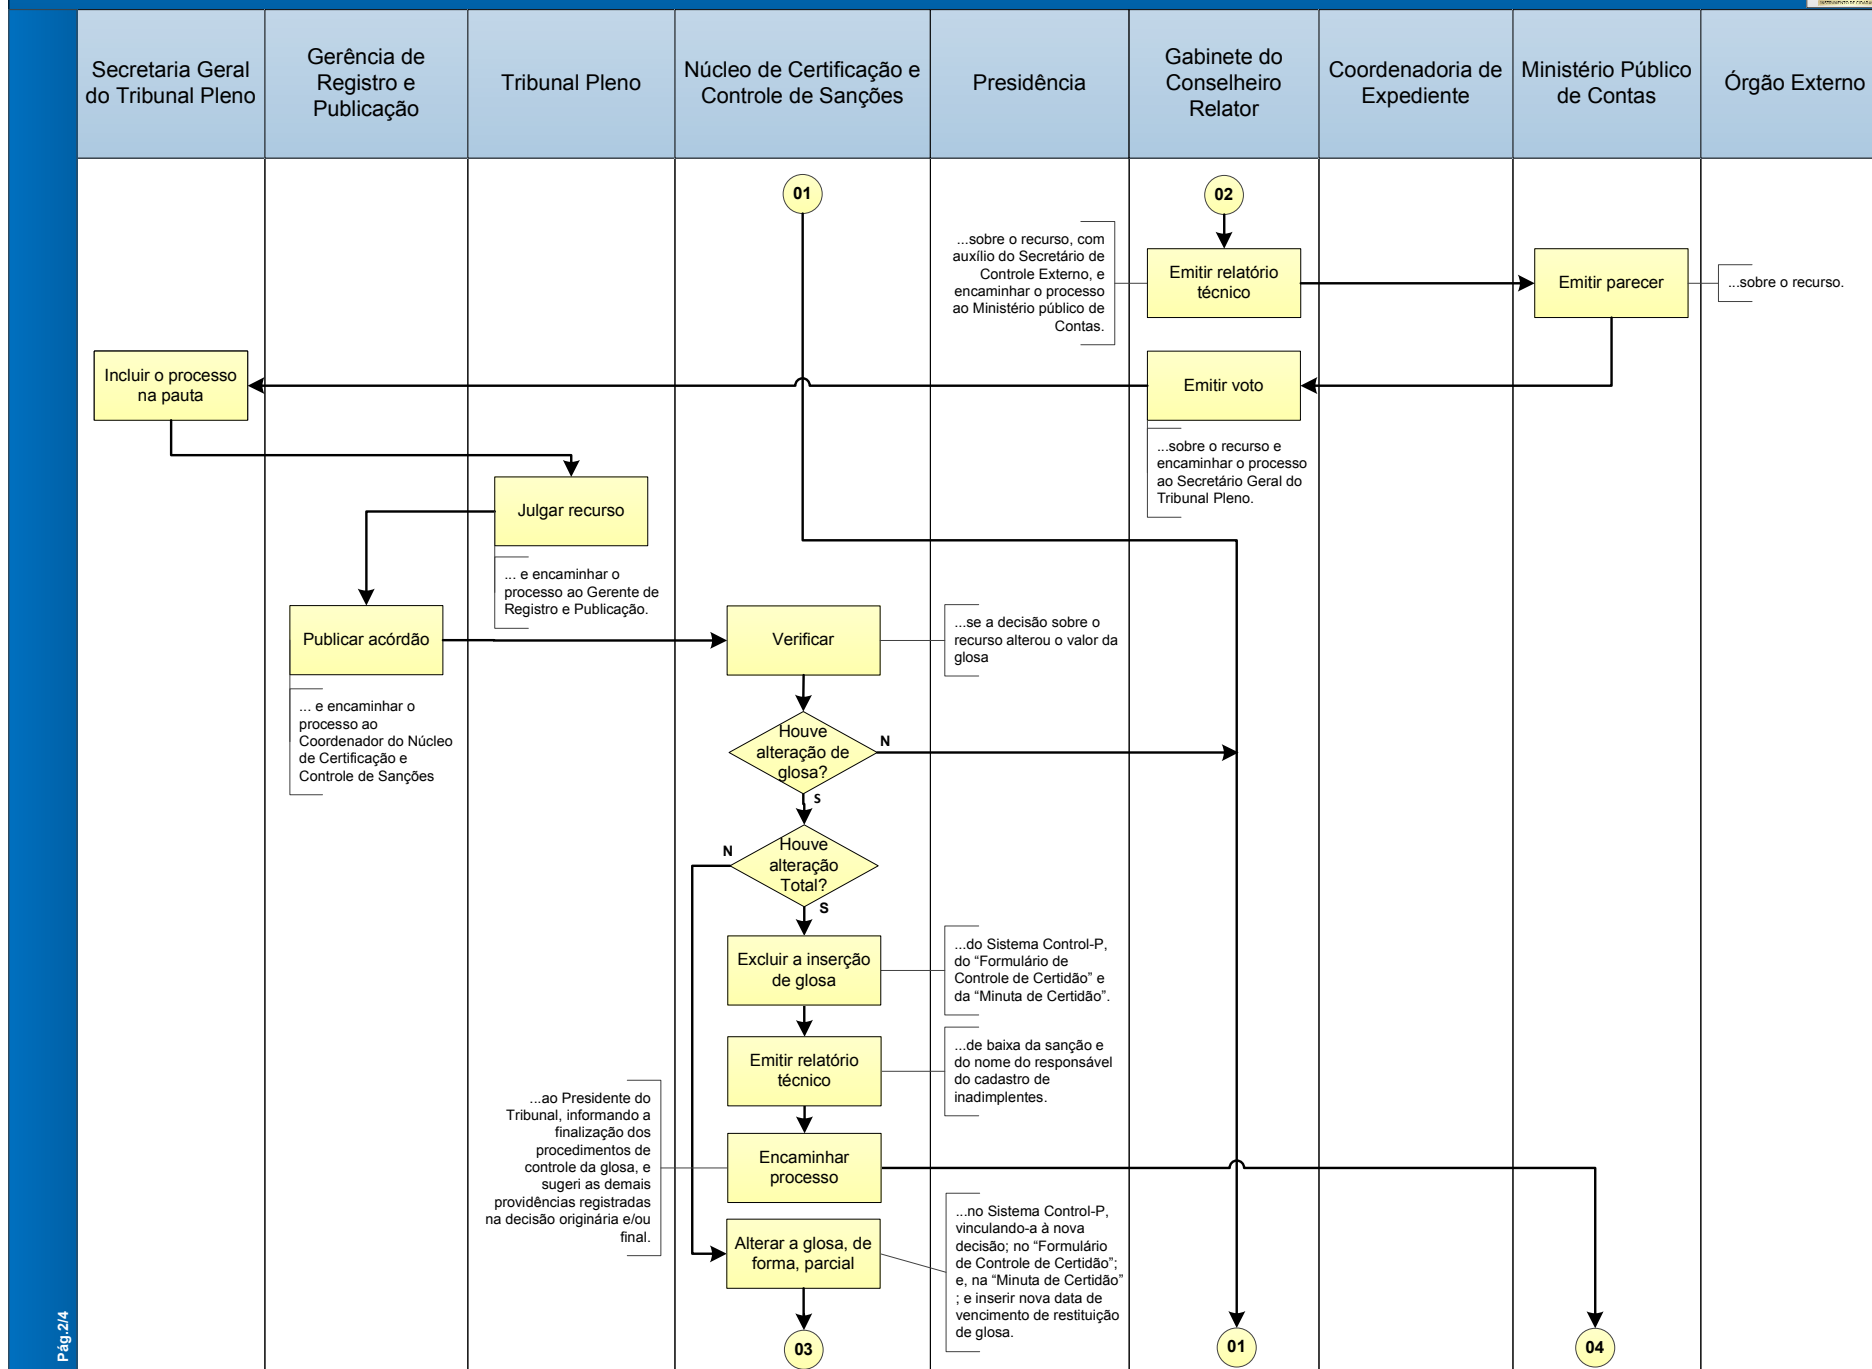 Secretaria Geral
do Tribunal Pleno
Gerência de
Registro e
Publicação
Tribunal Pleno
Núcleo de Certificação e
Controle de Sanções
Presidência
Gabinete do
Conselheiro
Relator
Coordenadoria de
Expediente
Ministério Público
de Contas
Órgão Externo
01
02
...sobre o recurso, com
auxílio do Secretário de
Controle Externo, e
encaminhar o processo
ao Ministério público de
Contas.
Emitir relatório
técnico
Emitir parecer
...sobre o recurso.
Incluir o processo
na pauta
Emitir voto
...sobre o recurso e
encaminhar o processo
ao Secretário Geral do
Tribunal Pleno.
Julgar recurso
... e encaminhar o
processo ao Gerente de
Registro e Publicação.
Publicar acórdão
... e encaminhar o
processo ao
Coordenador do Núcleo
de Certificação e
Controle de Sanções
Verificar
...se a decisão sobre o
recurso alterou o valor da
glosa
Houve
alteração de
glosa?
N
S
Houve
alteração
Total?
N
S
Excluir a inserção
de glosa
...do Sistema Control-P,
do “Formulário de
Controle de Certidão” e
da “Minuta de Certidão”.
Emitir relatório
técnico
...de baixa da sanção e
do nome do responsável
do cadastro de
inadimplentes.
...ao Presidente do
Tribunal, informando a
finalização dos
procedimentos de
controle da glosa, e
sugeri as demais
providências registradas
na decisão originária e/ou
final.
Encaminhar
processo
Alterar a glosa, de
forma, parcial
...no Sistema Control-P,
vinculando-a à nova
decisão; no “Formulário
de Controle de Certidão”;
e, na “Minuta de Certidão”
; e inserir nova data de
vencimento de restituição
de glosa.
03
01
04
Pág.2/4